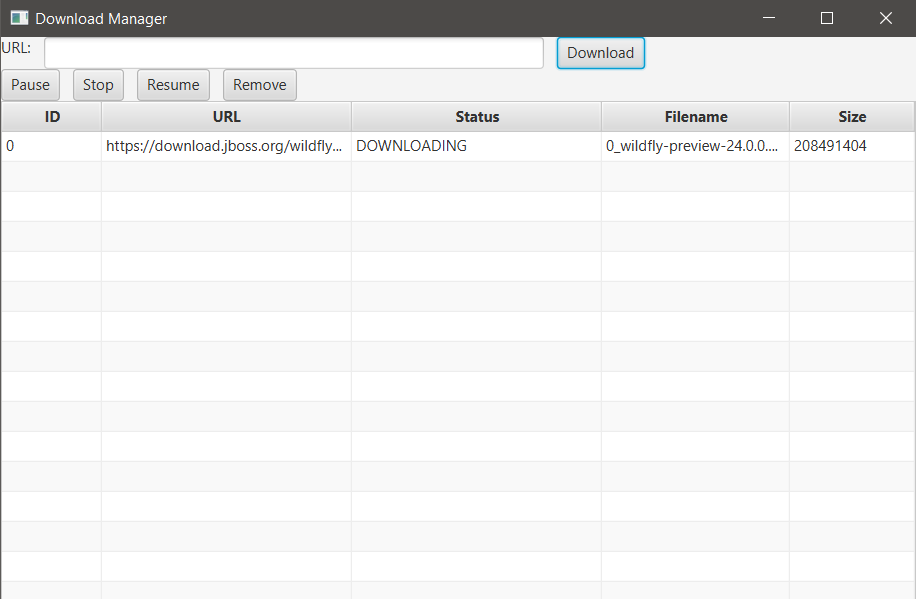 Download Manager
URL: Download
Pause Stop Resume Remove
ID URL Status Filename Size
0 https://download.jboss.org/wildfly... DOWNLOADING 0_wildfly-preview-24.0.0.... 208491404